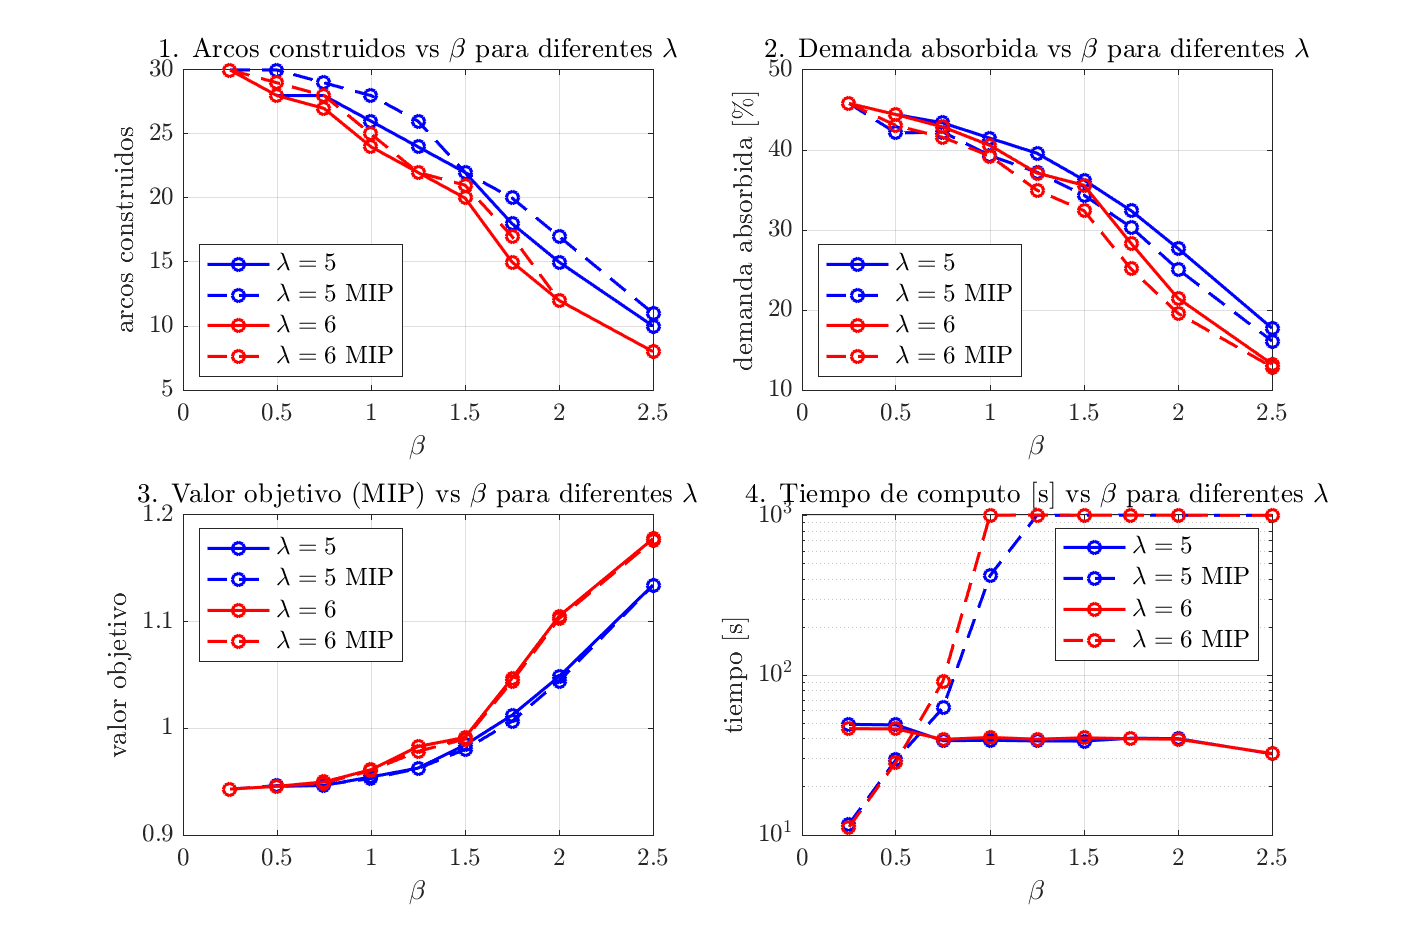 1. Arcos construidos vs β para diferentes λ
30
25
20
15
10
5
arcos construidos
λ = 5
λ = 5 MIP
λ = 6
λ = 6 MIP
0 0.5 1 1.5 2 2.5
β
2. Demanda absorbida vs β para diferentes λ
50
40
30
20
10
demanda absorbida [%]
λ = 5
λ = 5 MIP
λ = 6
λ = 6 MIP
0 0.5 1 1.5 2 2.5
β
3. Valor objetivo (MIP) vs β para diferentes λ
1.2
1.11
1
0.9
valor objetivo
λ = 5
λ = 5 MIP
λ = 6
λ = 6 MIP
0 0.5 1 1.5 2 2.5
β
4. Tiempo de computo [s] vs β para diferentes λ
10³
10²
10¹
tiempo [s]
λ = 5
λ = 5 MIP
λ = 6
λ = 6 MIP
0 0.5 1 1.5 2 2.5
β